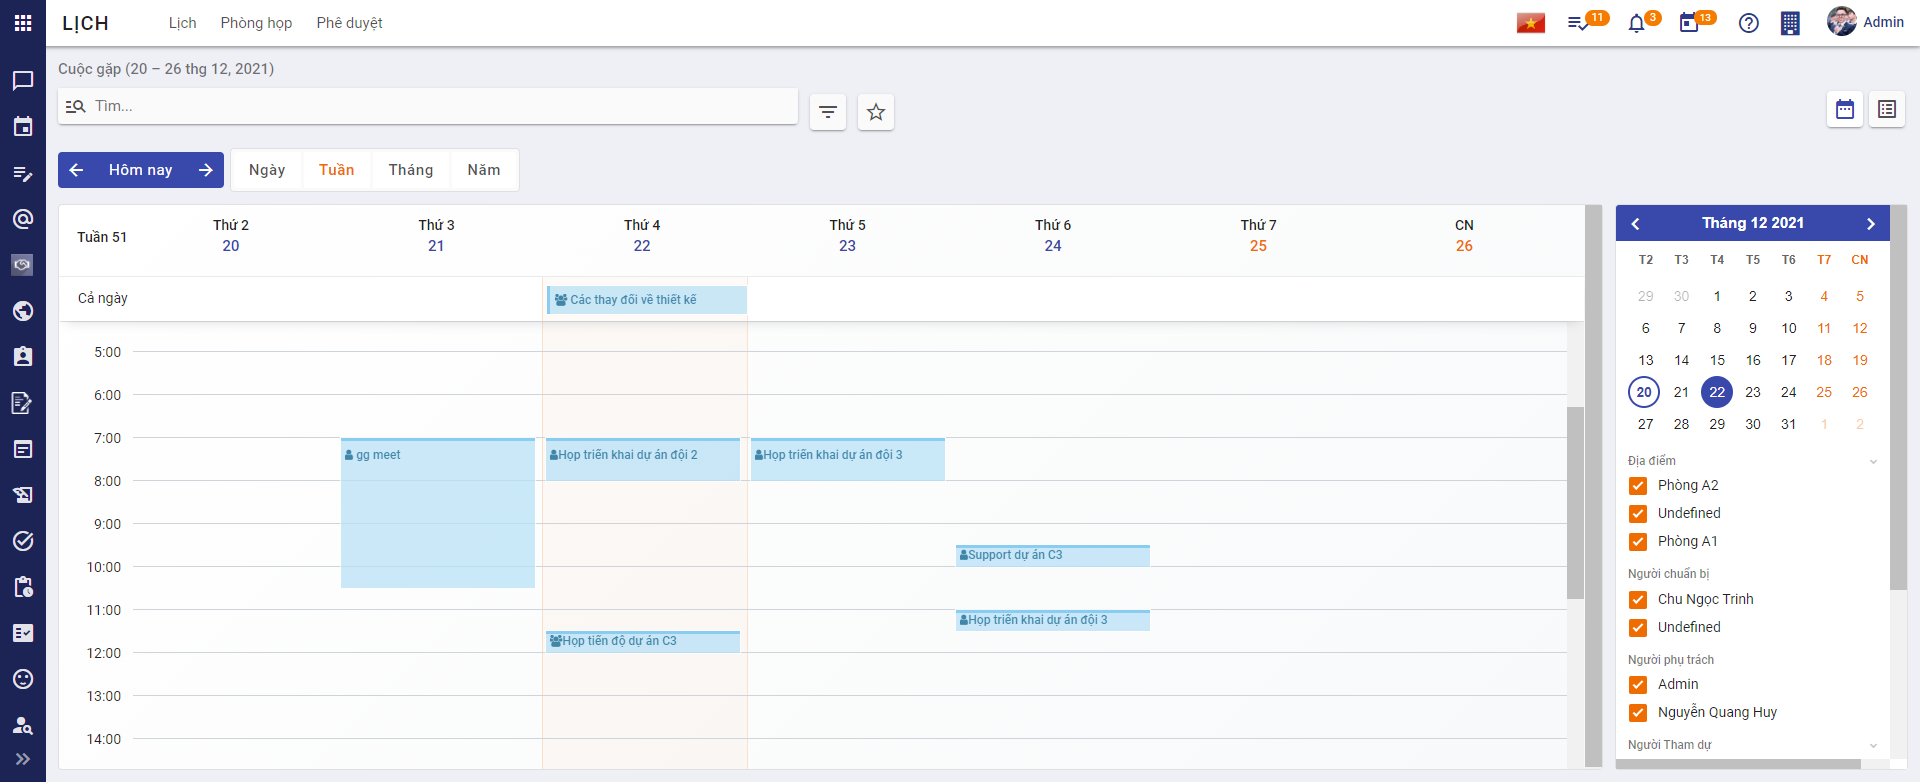 LỊCH
Lịch
Phòng họp
Phê duyệt
11
3
13
Admin
Cuộc gặp (20 – 26 thg 12, 2021)
Tìm...
Hôm nay
Ngày
Tuần
Tháng
Năm
Tuần 51
Thứ 2
20
Thứ 3
21
Thứ 4
22
Thứ 5
23
Thứ 6
24
Thứ 7
25
CN
26
Cả ngày
Các thay đổi về thiết kế
5:00
6:00
7:00
gg meet
Họp triển khai dự án đội 2
Họp triển khai dự án đội 3
8:00
9:00
Support dự án C3
10:00
11:00
Họp triển khai dự án đội 3
Họp tiến độ dự án C3
12:00
13:00
14:00
Tháng 12 2021
T2 T3 T4 T5 T6 T7 CN
29 30 1 2 3 4 5
6 7 8 9 10 11 12
13 14 15 16 17 18 19
20 21 22 23 24 25 26
27 28 29 30 31 1 2
Địa điểm
Phòng A2
Undefined
Phòng A1
Người chuẩn bị
Chu Ngọc Trinh
Undefined
Người phụ trách
Admin
Nguyễn Quang Huy
Người Tham dự